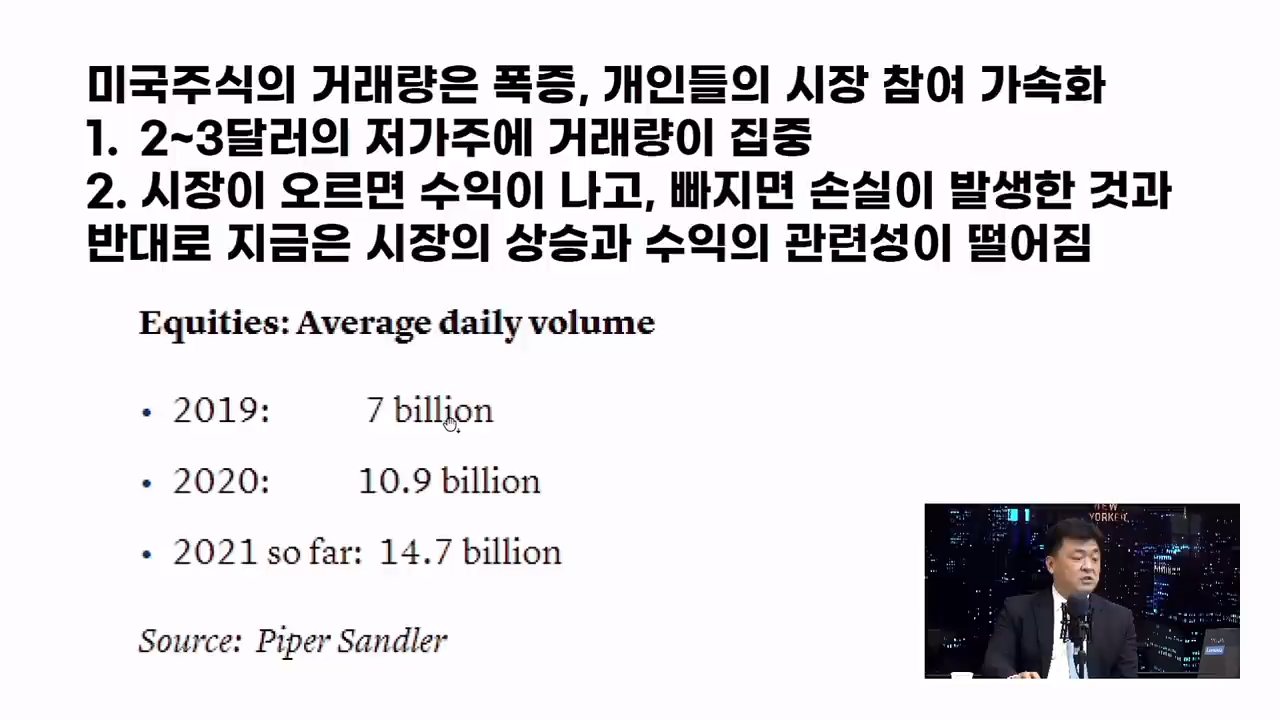 미국주식의 거래량은 폭증, 개인들의 시장 참여 가속화
1. 2~3달러의 저가주에 거래량이 집중
2. 시장이 오르면 수익이 나고, 빠지면 손실이 발생한 것과
반대로 지금은 시장의 상승과 수익의 관련성이 떨어짐
Equities: Average daily volume
• 2019: 7 billion
• 2020: 10.9 billion
• 2021 so far: 14.7 billion
Source: Piper Sandler
NEW
YORKER